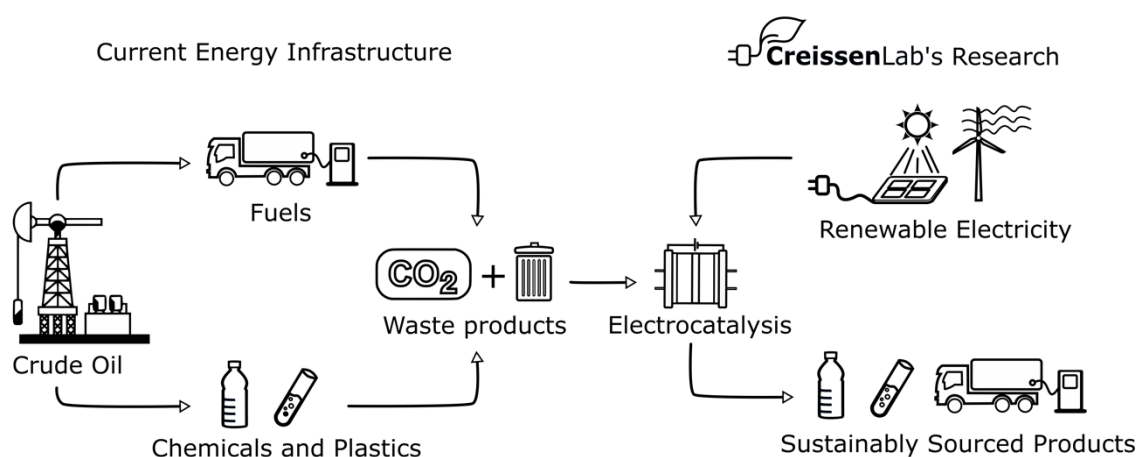 Current Energy Infrastructure
CreissenLab's Research
Fuels
Renewable Electricity
CO2
+
Waste products
Electrocatalysis
Crude Oil
Chemicals and Plastics
Sustainably Sourced Products